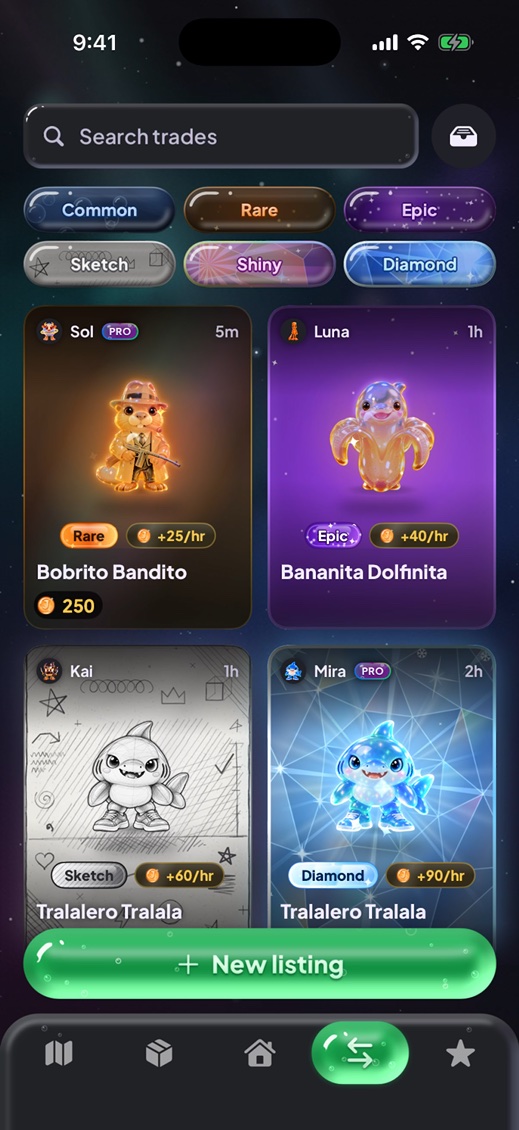 9:41
Search trades
Common Rare Epic
Sketch Shiny Diamond
Sol PRO 5m
Rare +25/hr
Bobrito Bandito
250
Luna 1h
Epic +40/hr
Bananita Dolfinita
Kai 1h
Sketch +60/hr
Tralalero Tralala
Mira PRO 2h
Diamond +90/hr
Tralalero Tralala
+ New listing